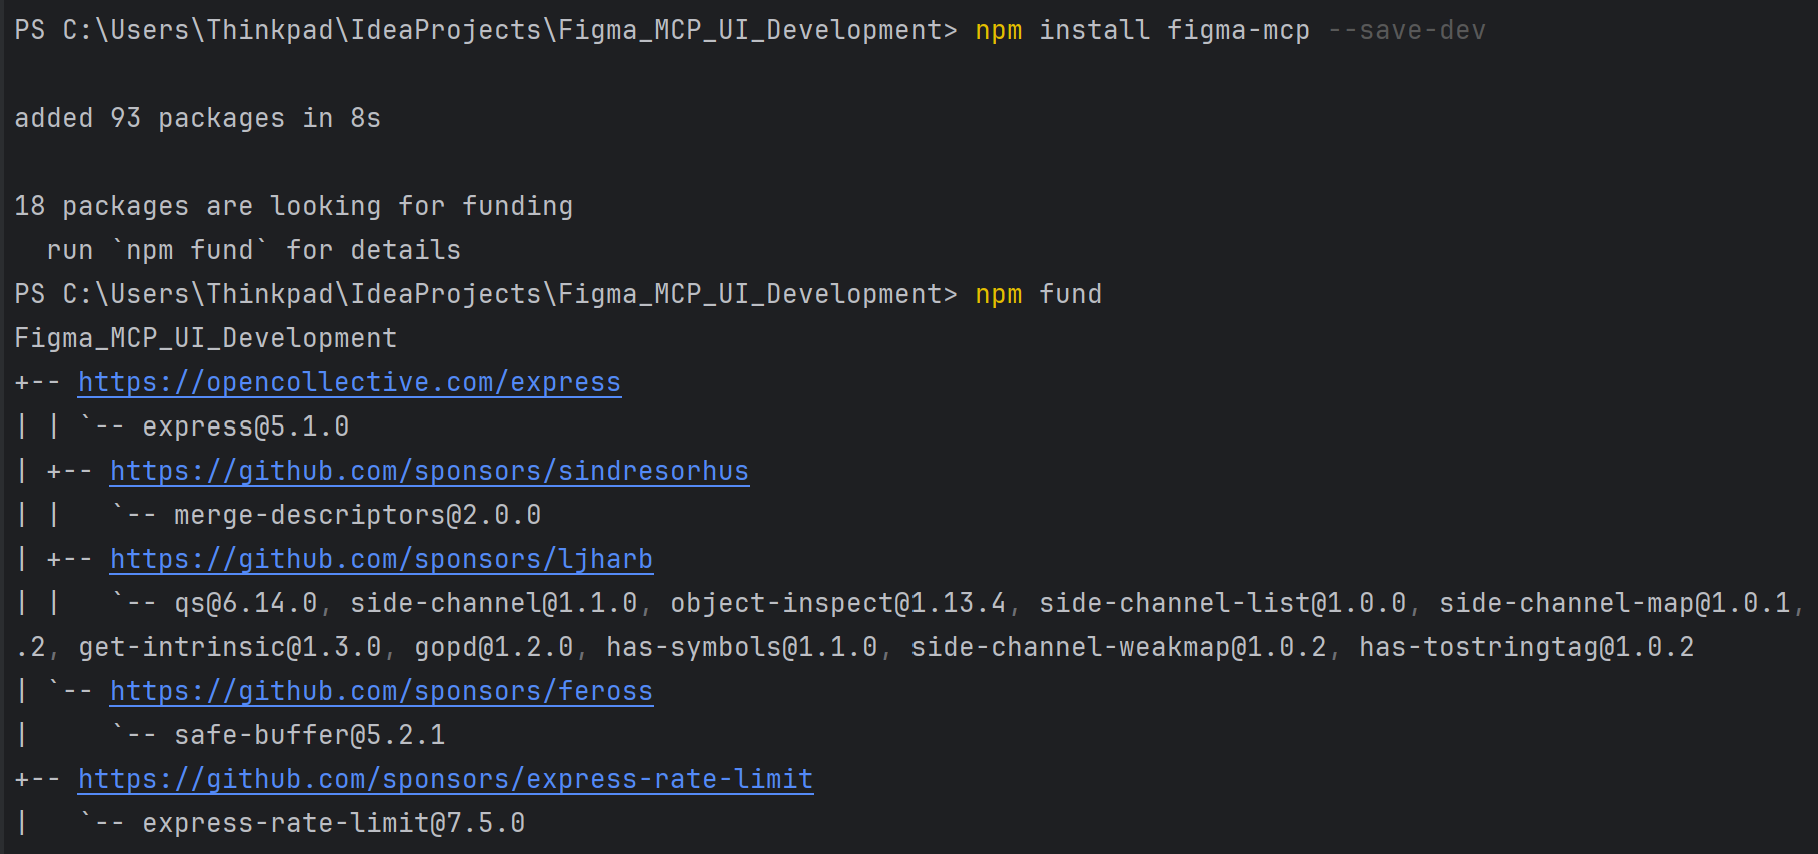 PS C:\Users\Thinkpad\IdeaProjects\Figma_MCP_UI_Development> npm install figma-mcp --save-dev
added 93 packages in 8s
18 packages are looking for funding
  run `npm fund` for details
PS C:\Users\Thinkpad\IdeaProjects\Figma_MCP_UI_Development> npm fund
Figma_MCP_UI_Development
+-- https://opencollective.com/express
| | `-- express@5.1.0
| +-- https://github.com/sponsors/sindresorhus
| |   `-- merge-descriptors@2.0.0
| +-- https://github.com/sponsors/ljharb
| |   `-- qs@6.14.0, side-channel@1.1.0, object-inspect@1.13.4, side-channel-list@1.0.0, side-channel-map@1.0.1,
.2, get-intrinsic@1.3.0, gopd@1.2.0, has-symbols@1.1.0, side-channel-weakmap@1.0.2, has-tostringtag@1.0.2
| `-- https://github.com/sponsors/feross
|     `-- safe-buffer@5.2.1
+-- https://github.com/sponsors/express-rate-limit
|   `-- express-rate-limit@7.5.0